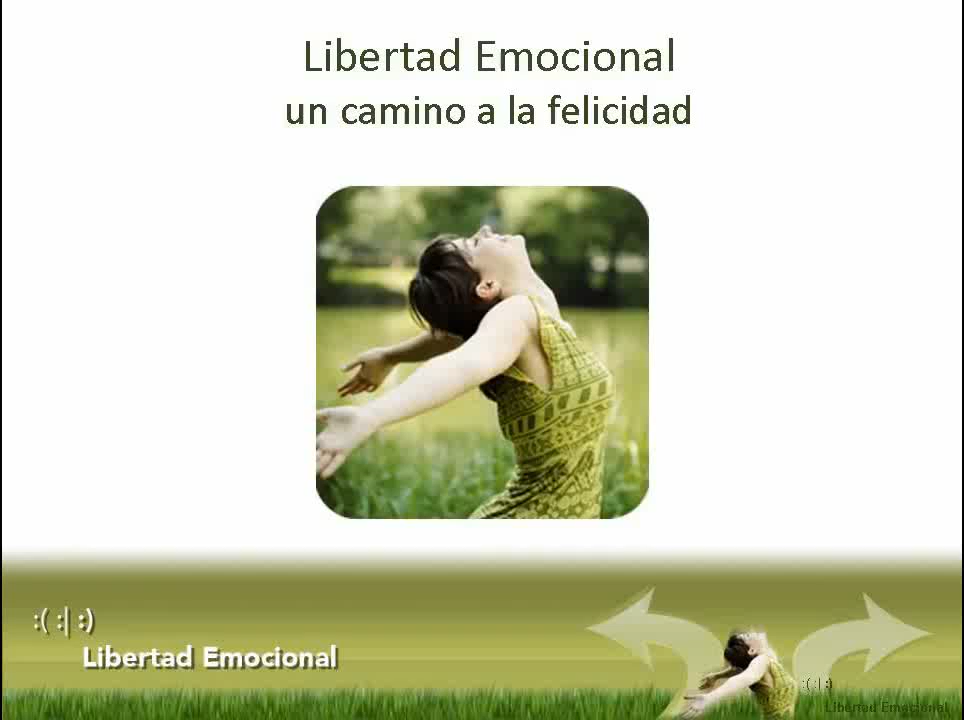 Libertad Emocional
un camino a la felicidad
:( :| :)
Libertad Emocional
:( :| :)
Libertad Emocional